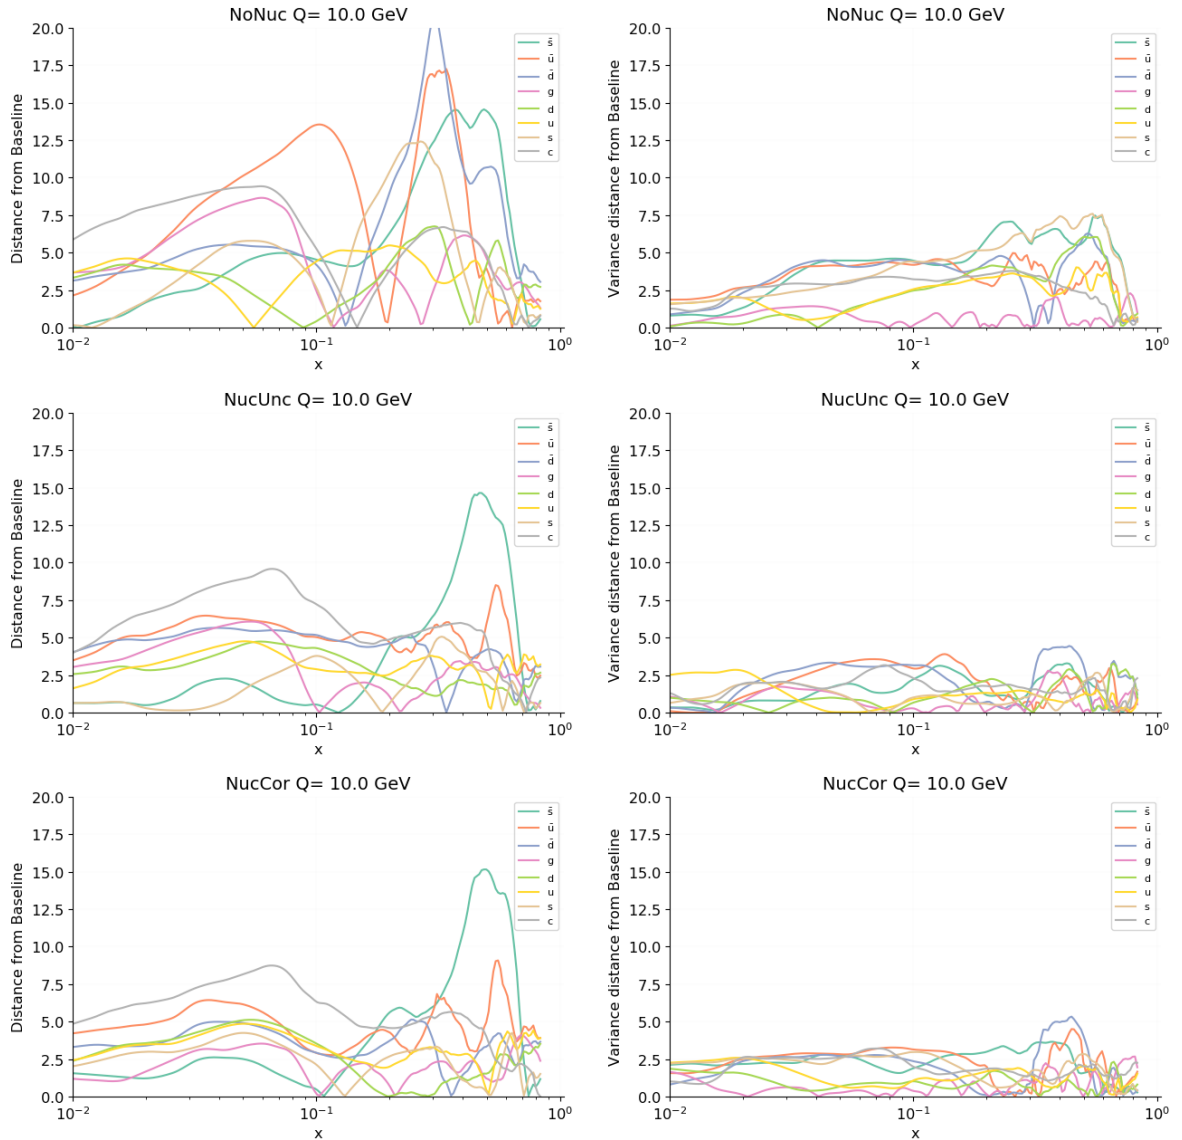 NoNuc Q= 10.0 GeV
Distance from Baseline
20.0
17.5
15.0
12.5
10.0
7.5
5.0
2.5
0.0
10⁻²
10⁻¹
10⁰
x
s̄
ū
d̄
g
d
u
s
c
NoNuc Q= 10.0 GeV
Variance distance from Baseline
20.0
17.5
15.0
12.5
10.0
7.5
5.0
2.5
0.0
10⁻²
10⁻¹
10⁰
x
s̄
ū
d̄
g
d
u
s
c
NucUnc Q= 10.0 GeV
Distance from Baseline
20.0
17.5
15.0
12.5
10.0
7.5
5.0
2.5
0.0
10⁻²
10⁻¹
10⁰
x
s̄
ū
d̄
g
d
u
s
c
NucUnc Q= 10.0 GeV
Variance distance from Baseline
20.0
17.5
15.0
12.5
10.0
7.5
5.0
2.5
0.0
10⁻²
10⁻¹
10⁰
x
s̄
ū
d̄
g
d
u
s
c
NucCor Q= 10.0 GeV
Distance from Baseline
20.0
17.5
15.0
12.5
10.0
7.5
5.0
2.5
0.0
10⁻²
10⁻¹
10⁰
x
s̄
ū
d̄
g
d
u
s
c
NucCor Q= 10.0 GeV
Variance distance from Baseline
20.0
17.5
15.0
12.5
10.0
7.5
5.0
2.5
0.0
10⁻²
10⁻¹
10⁰
x
s̄
ū
d̄
g
d
u
s
c